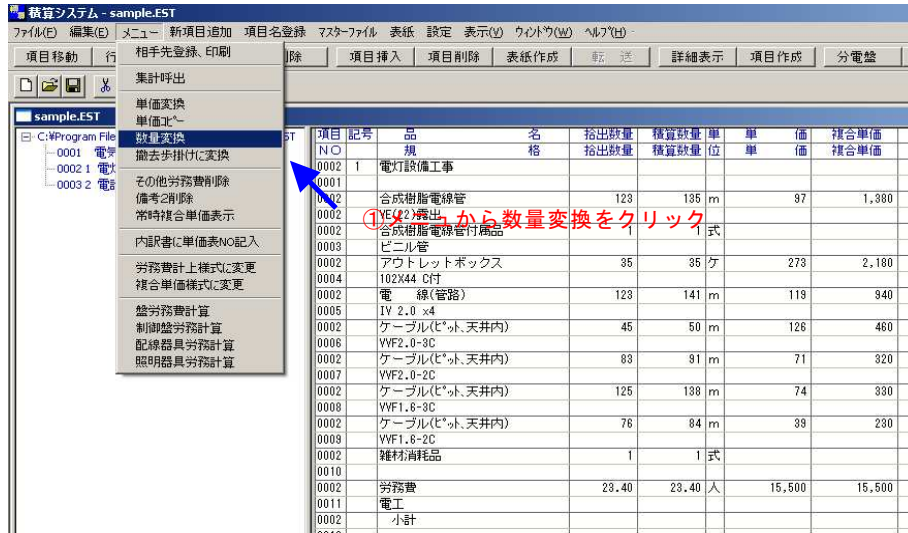 積算システム - sample.EST
ファイル(F) 編集(E) メニュー 新項目追加 項目名登録 マスターファイル 表紙 設定 表示(V) ウィンドウ(W) ヘルプ(H)
項目移動 行 項目挿入 項目削除 表紙作成 転 送 詳細表示 項目作成 分電盤
相手先登録、印刷
集計呼出
単価変換
単価コピー
数量変換
撤去歩掛けに変換
その他労務費削除
備考2削除
常時複合単価表示
内訳書に単価表NO記入
労務費計上様式に変更
複合単価様式に変更
盤労務費計算
制御盤労務計算
配線器具労務計算
照明器具労務計算
sample.EST
C:¥Program File
0001 電気
0002 1 電灯
0003 2 電話
①メニュから数量変換をクリック
項目 記号 品 名 拾出数量 積算数量 単 単 価 複合単価
NO 規 格 拾出数量 積算数量 位 単 価 複合単価
0002 1 電灯設備工事
0001
0002 合成樹脂電線管 123 135 m 97 1,380
0002 VE(22)露出
0002 合成樹脂電線管付属品 1 1 式
0003 ビニル管
0002 アウトレットボックス 35 35 ケ 273 2,180
0004 102X44 C付
0002 電 線(管路) 123 141 m 119 940
0005 IV 2.0 x4
0002 ケーブル(ピット、天井内) 45 50 m 126 460
0006 VVF2.0-3C
0002 ケーブル(ピット、天井内) 83 91 m 71 320
0007 VVF2.0-2C
0002 ケーブル(ピット、天井内) 125 138 m 74 330
0008 VVF1.6-3C
0002 ケーブル(ピット、天井内) 76 84 m 39 230
0009 VVF1.6-2C
0002 雑材消耗品 1 1 式
0010
0002 労務費 23.40 23.40 人 15,500 15,500
0011 電工
0002 小計